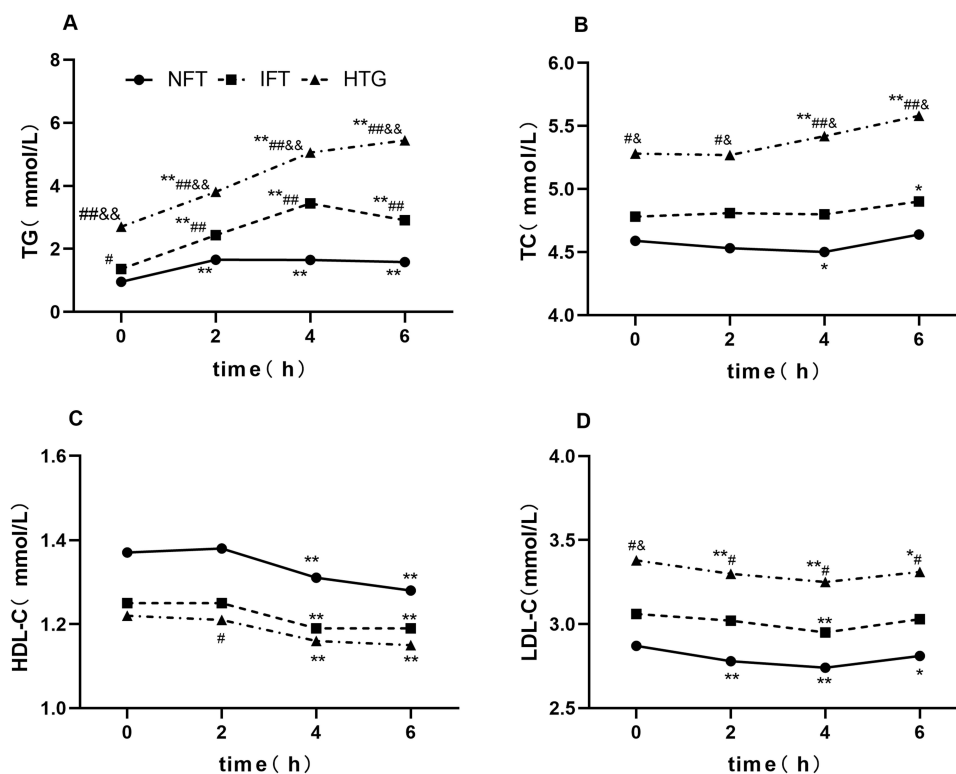 A
TG( mmol/L)
8
6
4
2
0
NFT IFT HTG
##&& **##&& **##&& **##&&
# **## **## **##
** ** **
0 2 4 6
time( h)
B
TC( mmol/L)
6.0
5.5
5.0
4.5
4.0
#& #& **##& **##&
*
*
0 2 4 6
time( h)
C
HDL-C( mmol/L)
1.6
1.4
1.2
1.0
** **
** **
# ** **
0 2 4 6
time( h)
D
LDL-C(mmol/L)
4.0
3.5
3.0
2.5
#& **# **# *#
**
** ** *
0 2 4 6
time( h)